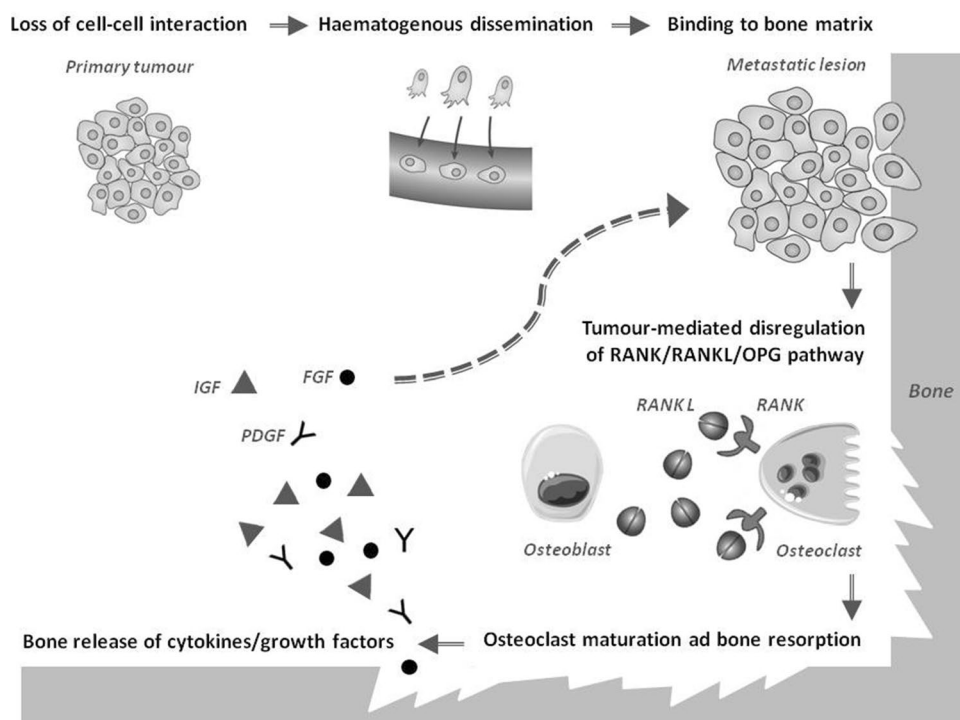 Loss of cell-cell interaction
Haematogenous dissemination
Binding to bone matrix
Primary tumour
Metastatic lesion
Tumour-mediated disregulation
of RANK/RANKL/OPG pathway
IGF
FGF
PDGF
RANKL
RANK
Bone
Osteoblast
Osteoclast
Bone release of cytokines/growth factors
Osteoclast maturation ad bone resorption